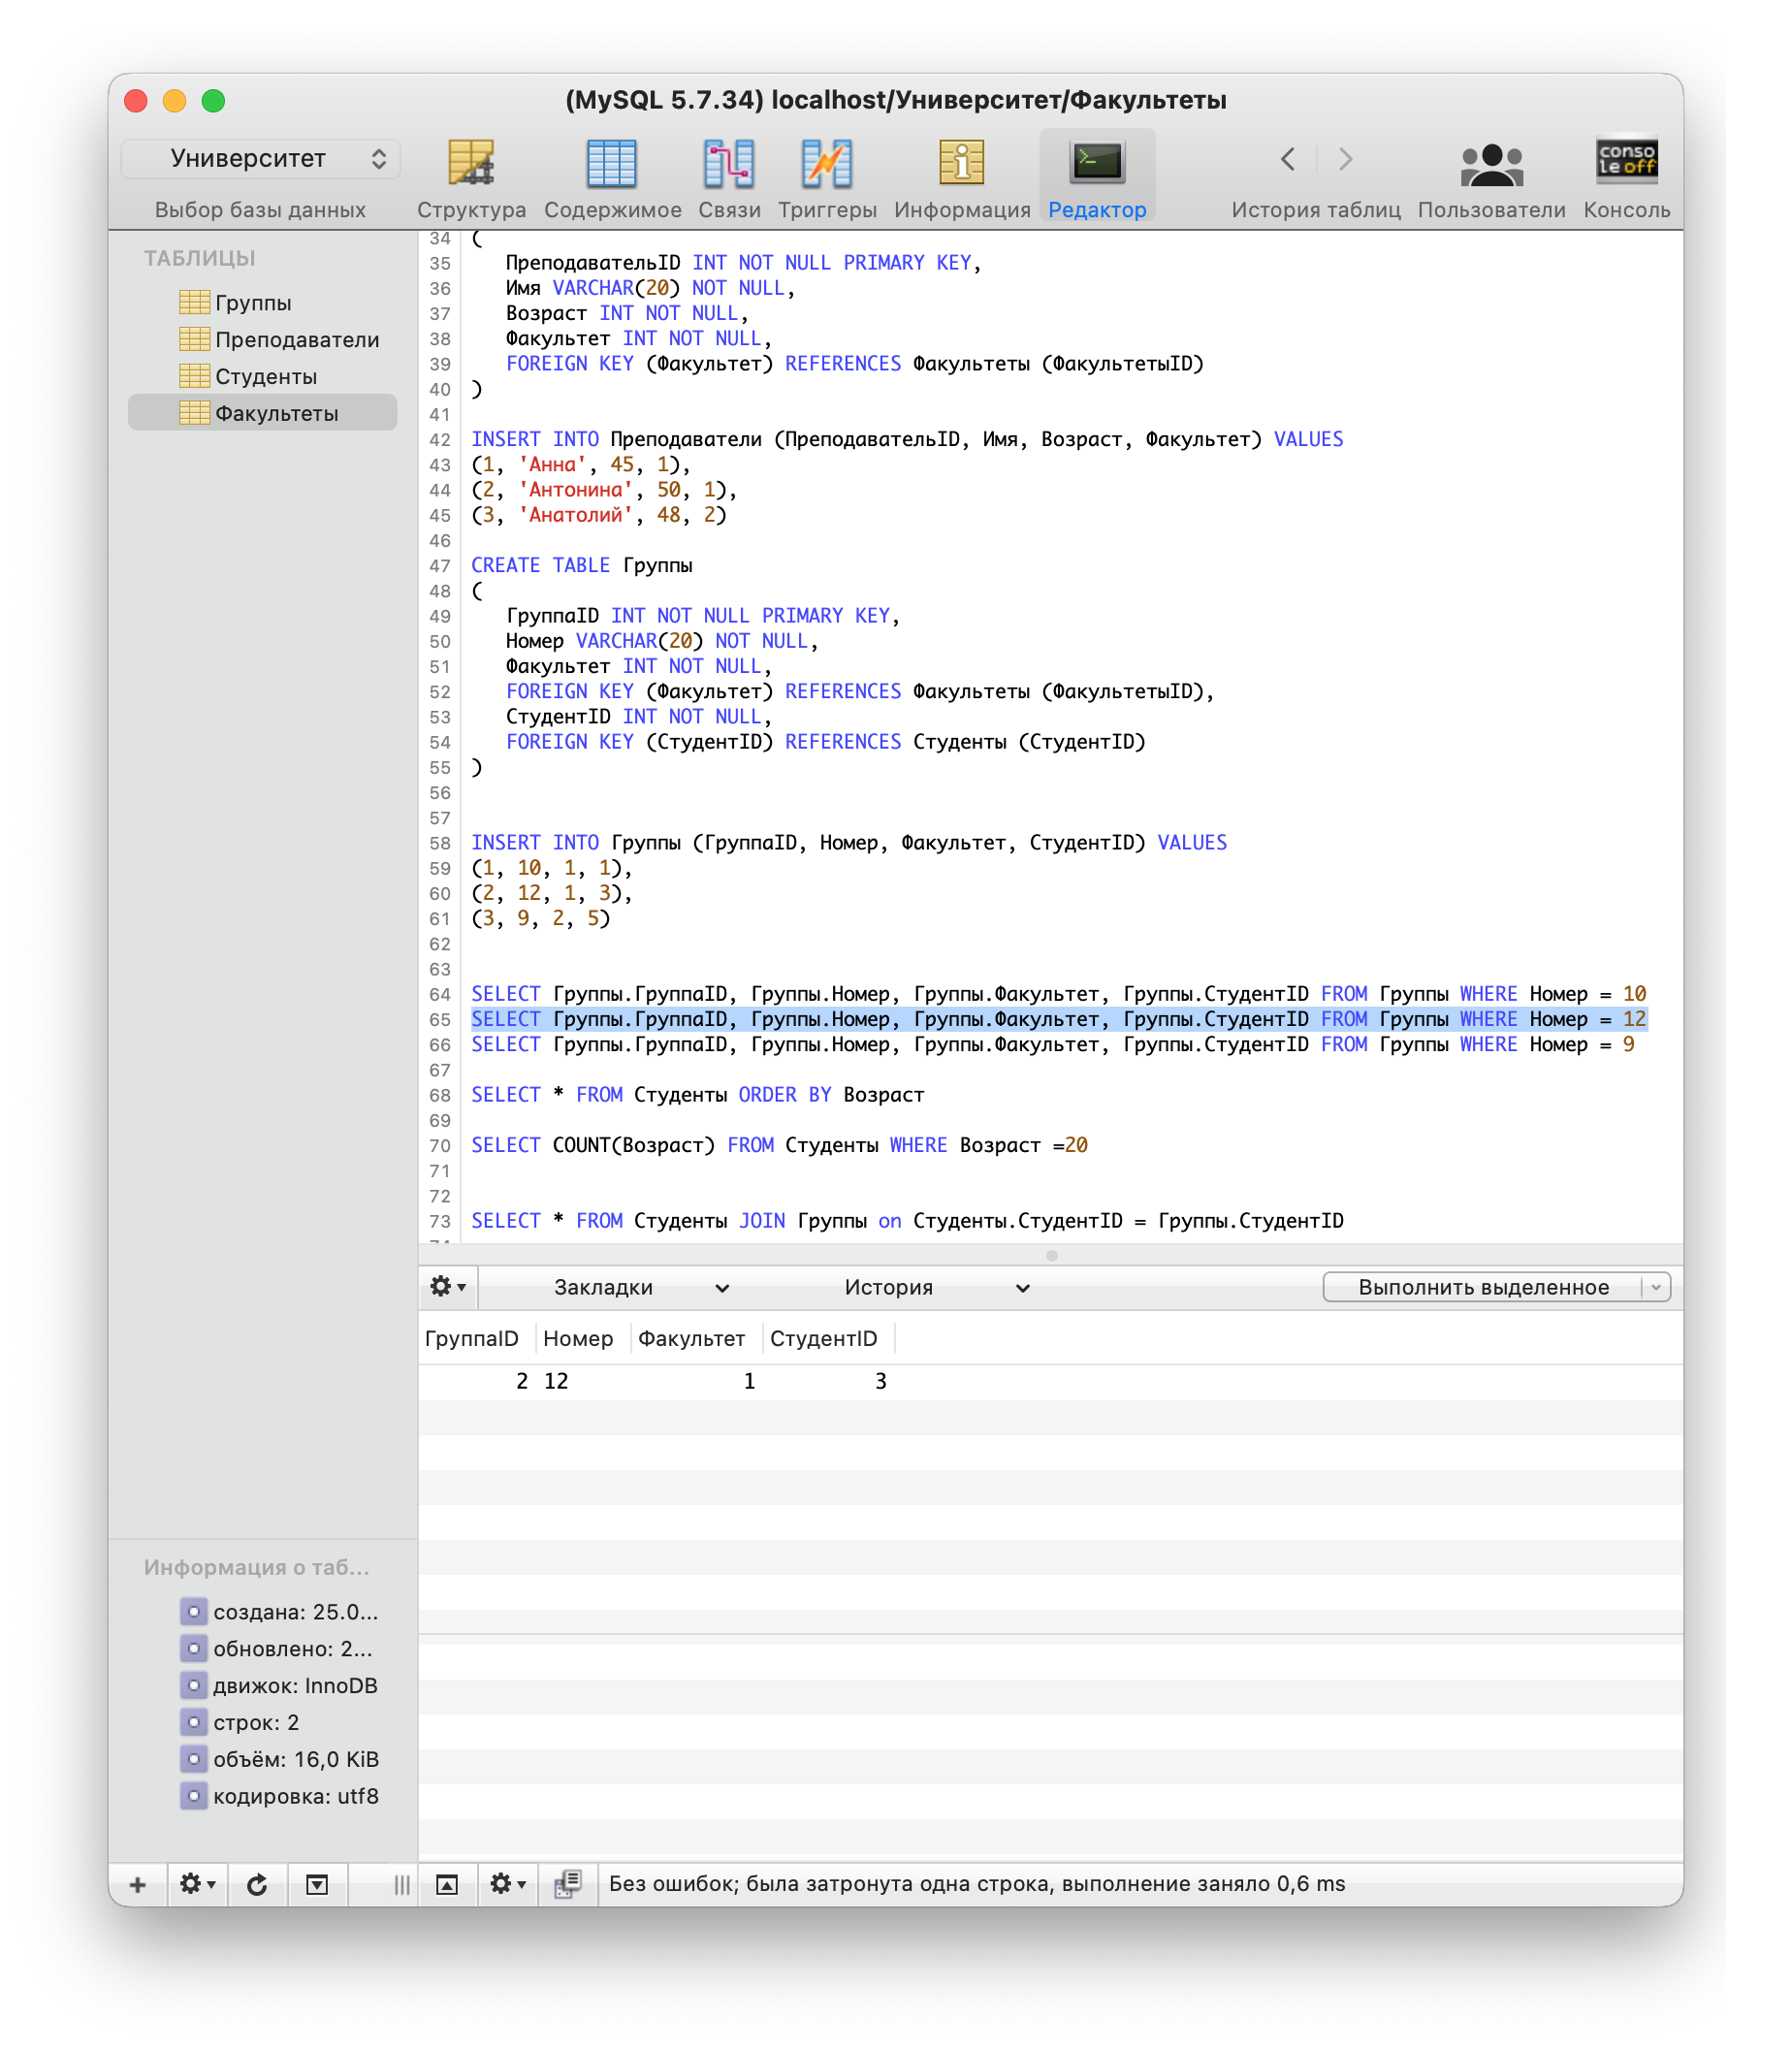 (MySQL 5.7.34) localhost/Университет/Факультеты
Университет
conso
le off
Выбор базы данных Структура Содержимое Связи Триггеры Информация Редактор История таблиц Пользователи Консоль
ТАБЛИЦЫ
Группы
Преподаватели
Студенты
Факультеты
34 (
35 ПреподавательID INT NOT NULL PRIMARY KEY,
36 Имя VARCHAR(20) NOT NULL,
37 Возраст INT NOT NULL,
38 Факультет INT NOT NULL,
39 FOREIGN KEY (Факультет) REFERENCES Факультеты (ФакультетыID)
40 )
41
42 INSERT INTO Преподаватели (ПреподавательID, Имя, Возраст, Факультет) VALUES
43 (1, 'Анна', 45, 1),
44 (2, 'Антонина', 50, 1),
45 (3, 'Анатолий', 48, 2)
46
47 CREATE TABLE Группы
48 (
49 ГруппаID INT NOT NULL PRIMARY KEY,
50 Номер VARCHAR(20) NOT NULL,
51 Факультет INT NOT NULL,
52 FOREIGN KEY (Факультет) REFERENCES Факультеты (ФакультетыID),
53 СтудентID INT NOT NULL,
54 FOREIGN KEY (СтудентID) REFERENCES Студенты (СтудентID)
55 )
56
57
58 INSERT INTO Группы (ГруппаID, Номер, Факультет, СтудентID) VALUES
59 (1, 10, 1, 1),
60 (2, 12, 1, 3),
61 (3, 9, 2, 5)
62
63
64 SELECT Группы.ГруппаID, Группы.Номер, Группы.Факультет, Группы.СтудентID FROM Группы WHERE Номер = 10
65 SELECT Группы.ГруппаID, Группы.Номер, Группы.Факультет, Группы.СтудентID FROM Группы WHERE Номер = 12
66 SELECT Группы.ГруппаID, Группы.Номер, Группы.Факультет, Группы.СтудентID FROM Группы WHERE Номер = 9
67
68 SELECT * FROM Студенты ORDER BY Возраст
69
70 SELECT COUNT(Возраст) FROM Студенты WHERE Возраст =20
71
72
73 SELECT * FROM Студенты JOIN Группы on Студенты.СтудентID = Группы.СтудентID
Закладки История Выполнить выделенное
ГруппаID Номер Факультет СтудентID
2 12 1 3
Информация о таб...
создана: 25.0...
обновлено: 2...
движок: InnoDB
строк: 2
объём: 16,0 KiB
кодировка: utf8
Без ошибок; была затронута одна строка, выполнение заняло 0,6 ms